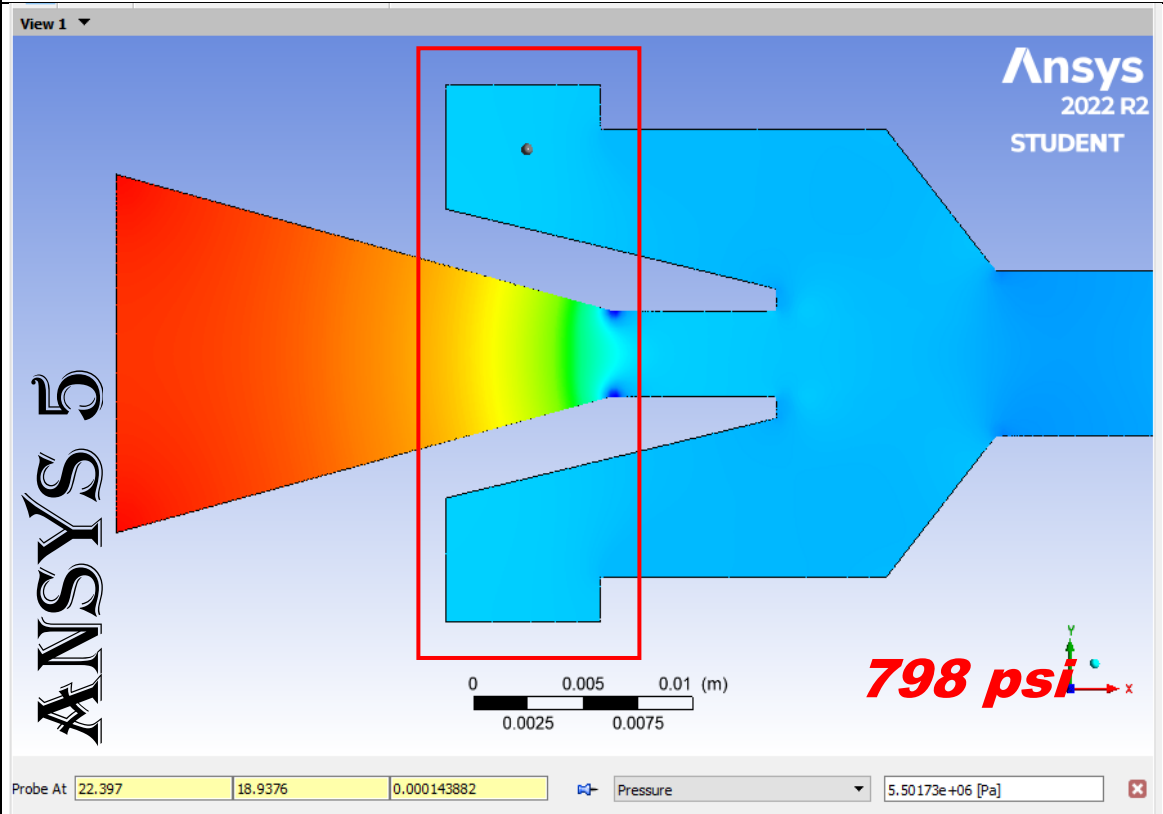 View 1
Ansys
2022 R2
STUDENT
ANSYS 5
Y
X
798 psi
0 0.005 0.01 (m)
0.0025 0.0075
Probe At 22.397 18.9376 0.000143882 Pressure 5.50173e+06 [Pa]